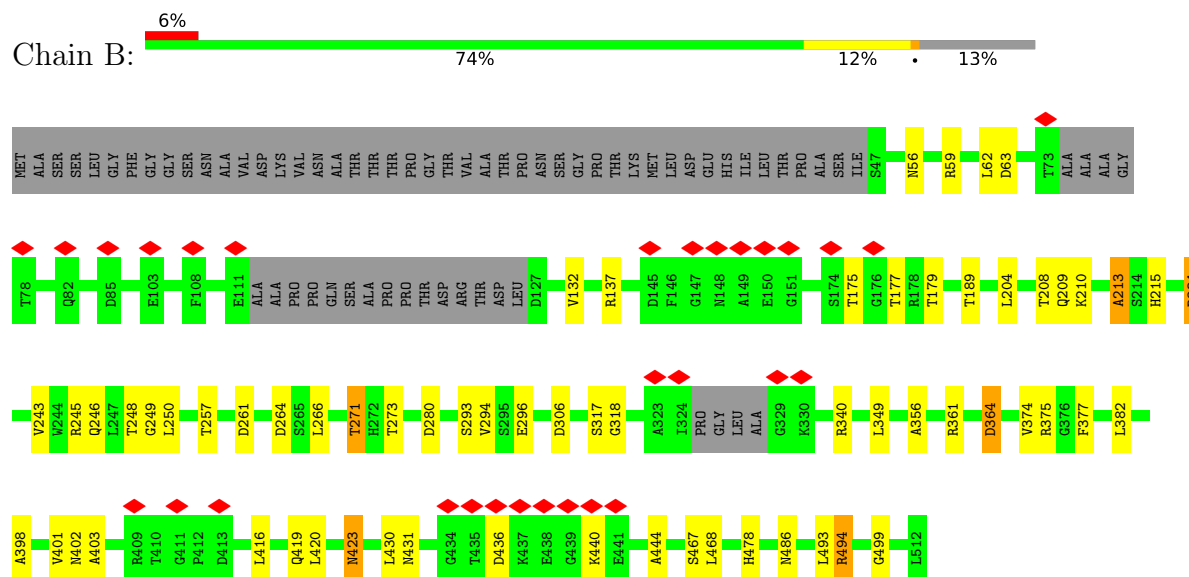 6%
Chain B:
74% 12% • 13%
MET ALA SER SER LEU GLY PHE GLY GLY SER ASN ALA VAL ASP LYS VAL ASN ALA THR THR THR PRO GLY THR VAL ALA THR PRO ASN SER GLY PRO THR LYS MET LEU ASP GLU HIS ILE LEU THR PRO ALA SER ILE S47 N56 R59 L62 D63 T73 ALA ALA ALA GLY
T78 Q82 D85 E103 F108 E111 ALA ALA PRO PRO GLN SER ALA PRO PRO THR ASP ARG THR ASP LEU D127 V132 R137 D145 F146 G147 N148 A149 E150 G151 S174 T175 G176 T177 R178 T179 T189 L204 T208 Q209 K210 A213 S214 H215
V243 W244 R245 Q246 L247 T248 G249 L250 T257 D261 D264 S265 L266 T271 H272 T273 D280 S293 V294 S295 E296 D306 S317 G318 A323 I324 PRO GLY LEU ALA G329 K330 R340 L349 A356 R361 D364 V374 R375 G376 F377 L382
A398 V401 N402 A403 R409 T410 G411 P412 D413 L416 Q419 L420 N423 L430 N431 G434 T435 D436 K437 E438 G439 K440 E441 A444 S467 L468 H478 N486 L493 R494 G499 L512